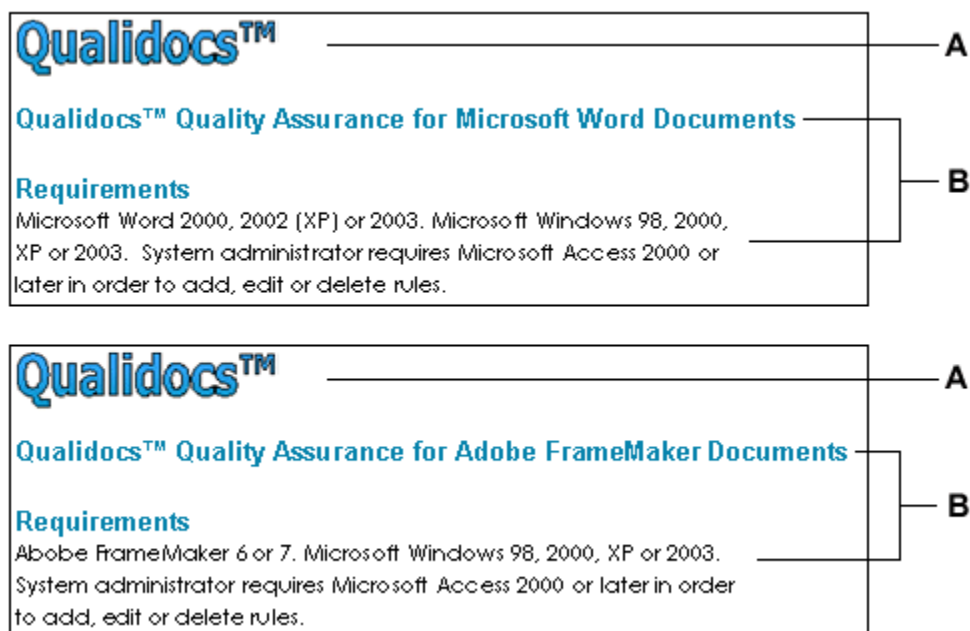 Qualidocs™
A
Qualidocs™ Quality Assurance for Microsoft Word Documents
B
Requirements
Microsoft Word 2000, 2002 (XP) or 2003. Microsoft Windows 98, 2000,
XP or 2003. System administrator requires Microsoft Access 2000 or
later in order to add, edit or delete rules.
Qualidocs™
A
Qualidocs™ Quality Assurance for Adobe FrameMaker Documents
B
Requirements
Abobe FrameMaker 6 or 7. Microsoft Windows 98, 2000, XP or 2003.
System administrator requires Microsoft Access 2000 or later in order
to add, edit or delete rules.